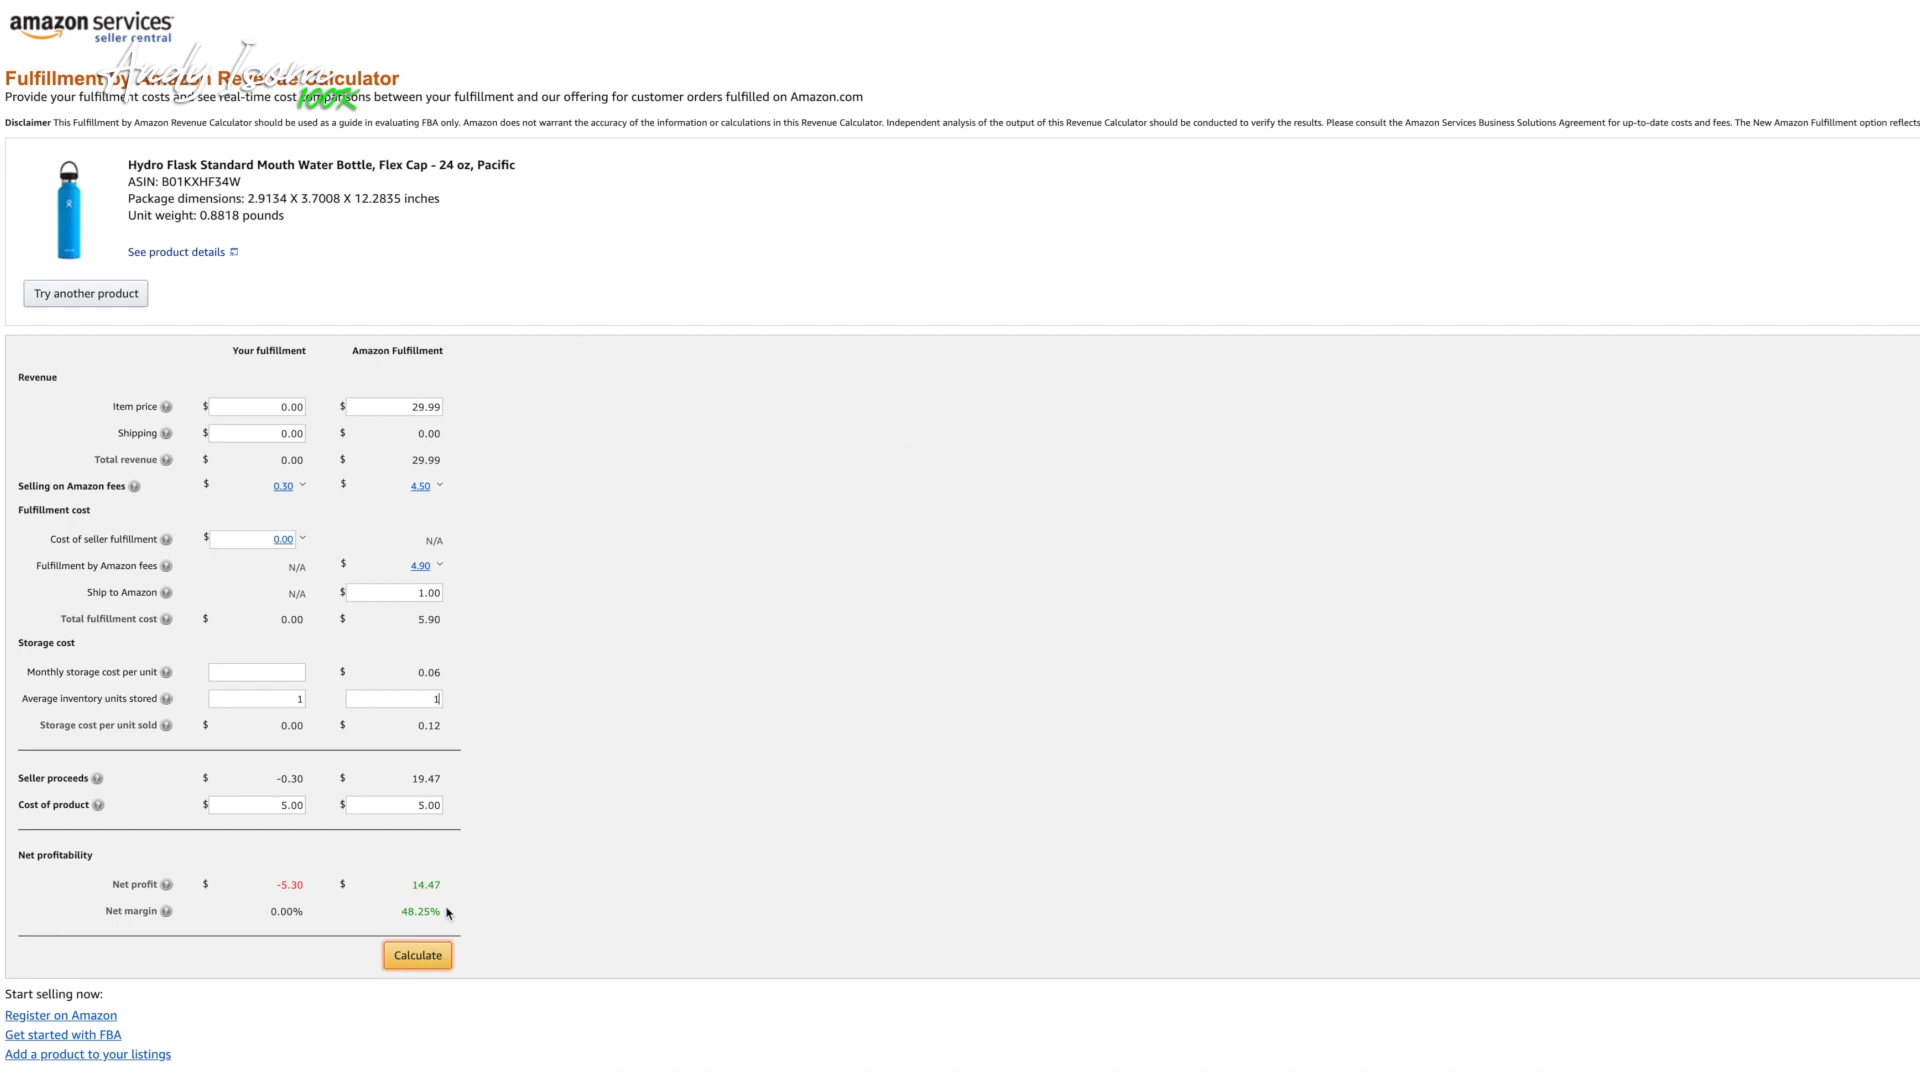 amazon services
seller central
Andy Isom
100K
Fulfillment by Amazon Revenue Calculator
Provide your fulfillment costs and see real-time cost comparisons between your fulfillment and our offering for customer orders fulfilled on Amazon.com
Disclaimer This Fulfillment by Amazon Revenue Calculator should be used as a guide in evaluating FBA only. Amazon does not warrant the accuracy of the information or calculations in this Revenue Calculator. Independent analysis of the output of this Revenue Calculator should be conducted to verify the results. Please consult the Amazon Services Business Solutions Agreement for up-to-date costs and fees. The New Amazon Fulfillment option reflects
Hydro Flask Standard Mouth Water Bottle, Flex Cap - 24 oz, Pacific
ASIN: B01KXHF34W
Package dimensions: 2.9134 X 3.7008 X 12.2835 inches
Unit weight: 0.8818 pounds
See product details
Try another product
Your fulfillment Amazon Fulfillment
Revenue
Item price $ 0.00 $ 29.99
Shipping $ 0.00 $ 0.00
Total revenue $ 0.00 $ 29.99
Selling on Amazon fees $ 0.30 $ 4.50
Fulfillment cost
Cost of seller fulfillment $ 0.00 N/A
Fulfillment by Amazon fees N/A $ 4.90
Ship to Amazon N/A $ 1.00
Total fulfillment cost $ 0.00 $ 5.90
Storage cost
Monthly storage cost per unit $ 0.06
Average inventory units stored 1 1
Storage cost per unit sold $ 0.00 $ 0.12
Seller proceeds $ -0.30 $ 19.47
Cost of product $ 5.00 $ 5.00
Net profitability
Net profit $ -5.30 $ 14.47
Net margin 0.00% 48.25%
Calculate
Start selling now:
Register on Amazon
Get started with FBA
Add a product to your listings